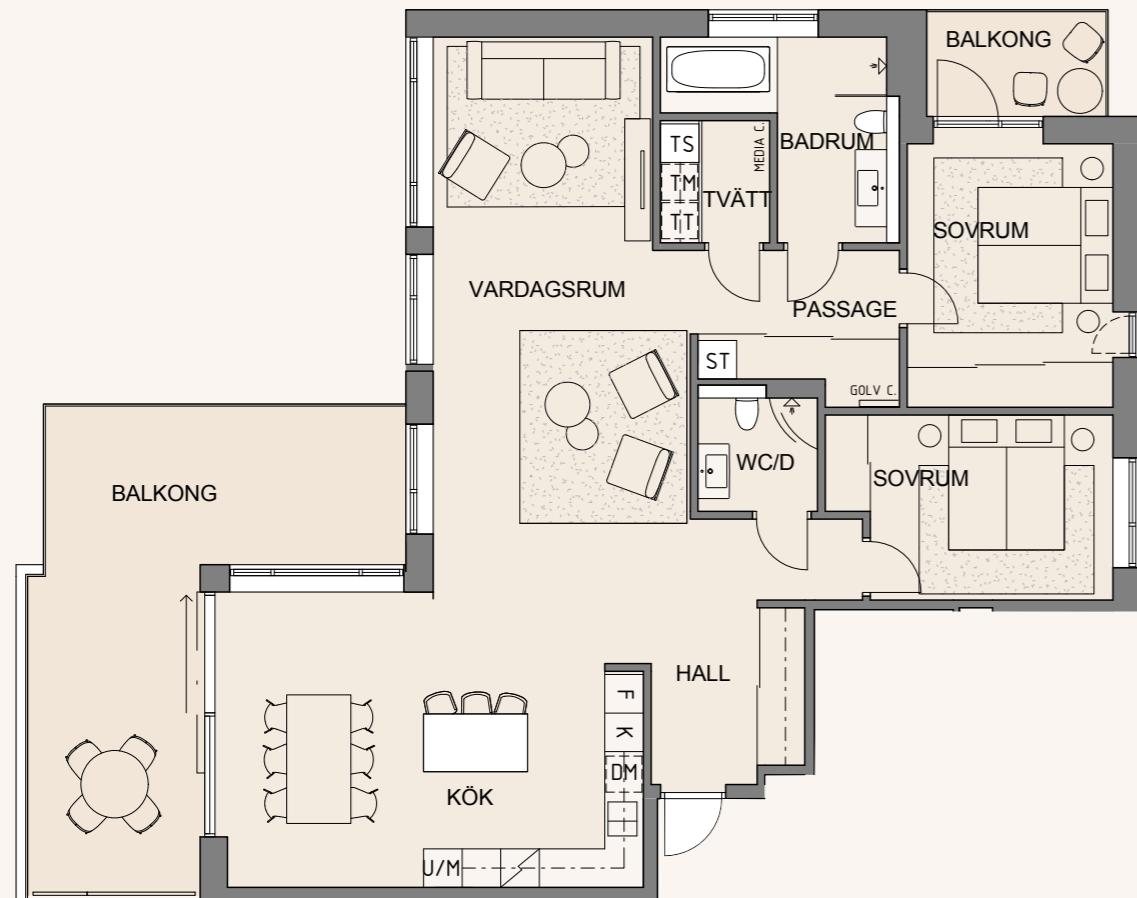 BALKONG
BADRUM
TS
MEDIA C.
TM
TVÄTT
TT
SOVRUM
VARDAGSRUM
PASSAGE
ST
GOLV C.
WC/D
SOVRUM
BALKONG
HALL
F
K
DM
KÖK
U/M